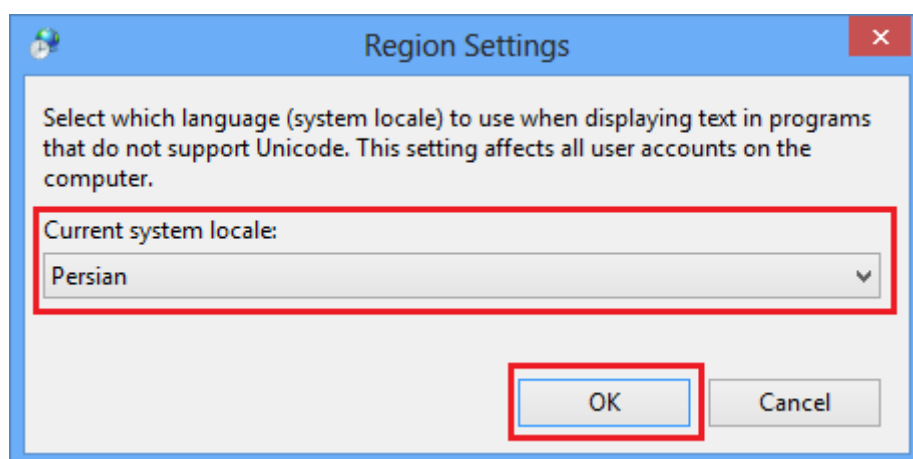 Region Settings
Select which language (system locale) to use when displaying text in programs
that do not support Unicode. This setting affects all user accounts on the
computer.
Current system locale:
Persian
OK
Cancel